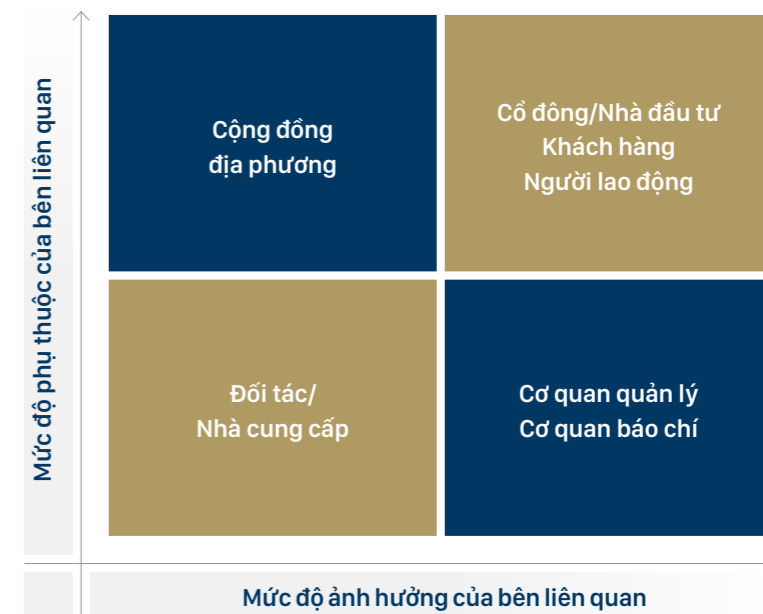 Mức độ phụ thuộc của bên liên quan
Cộng đồng
địa phương
Cổ đông/Nhà đầu tư
Khách hàng
Người lao động
Đối tác/
Nhà cung cấp
Cơ quan quản lý
Cơ quan báo chí
Mức độ ảnh hưởng của bên liên quan